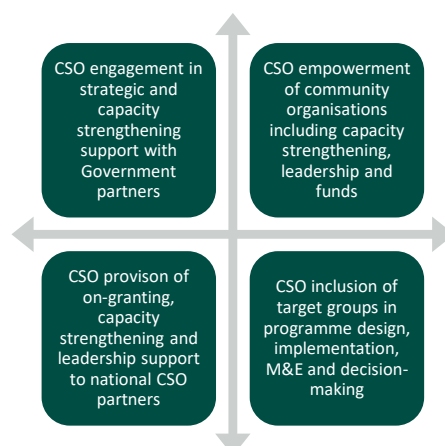 CSO engagement in
strategic and
capacity
strengthening
support with
Government
partners
CSO empowerment
of community
organisations
including capacity
strengthening,
leadership and
funds
CSO provison of
on-granting,
capacity
strengthening and
leadership support
to national CSO
partners
CSO inclusion of
target groups in
programme design,
implementation,
M&E and decision-
making